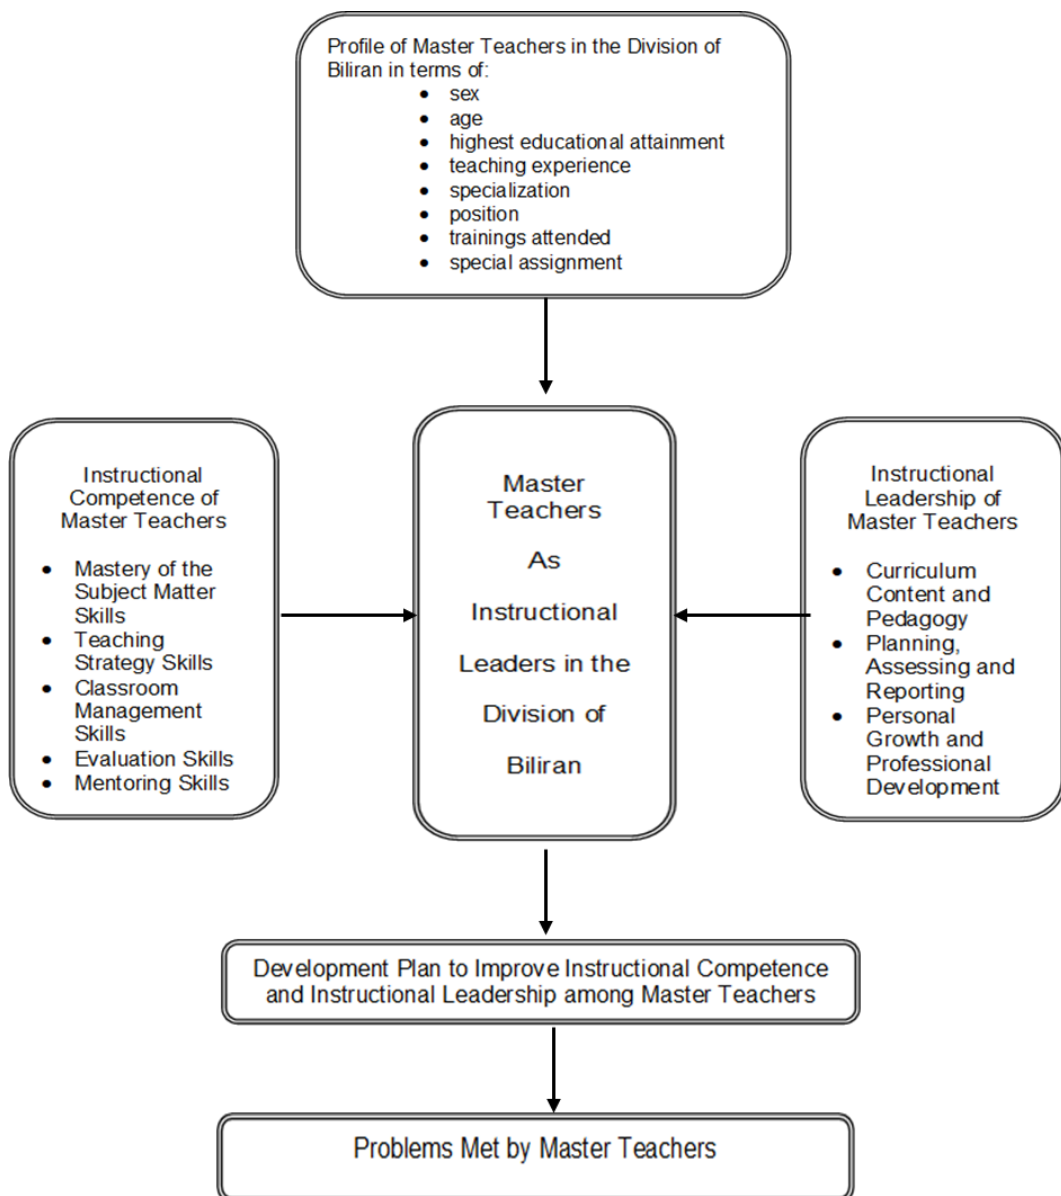 Profile of Master Teachers in the Division of
Biliran in terms of:
• sex
• age
• highest educational attainment
• teaching experience
• specialization
• position
• trainings attended
• special assignment
Instructional
Competence of
Master Teachers
• Mastery of the
Subject Matter
Skills
• Teaching
Strategy Skills
• Classroom
Management
Skills
• Evaluation Skills
• Mentoring Skills
Master
Teachers
As
Instructional
Leaders in the
Division of
Biliran
Instructional
Leadership of
Master Teachers
• Curriculum
Content and
Pedagogy
• Planning,
Assessing and
Reporting
• Personal
Growth and
Professional
Development
Development Plan to Improve Instructional Competence
and Instructional Leadership among Master Teachers
Problems Met by Master Teachers